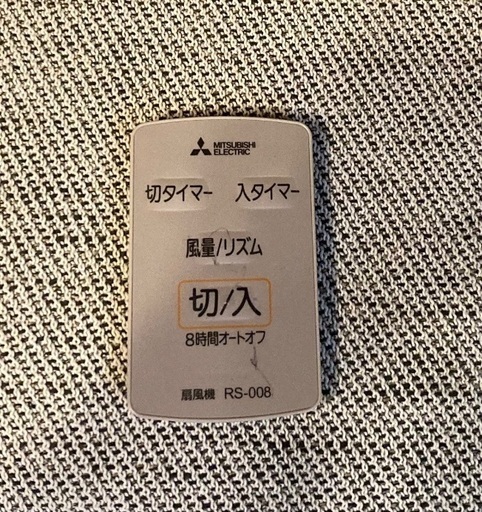 MITSUBISHI
ELECTRIC
切タイマー 入タイマー
風量/リズム
切/入
8時間オートオフ
扇風機 RS-008